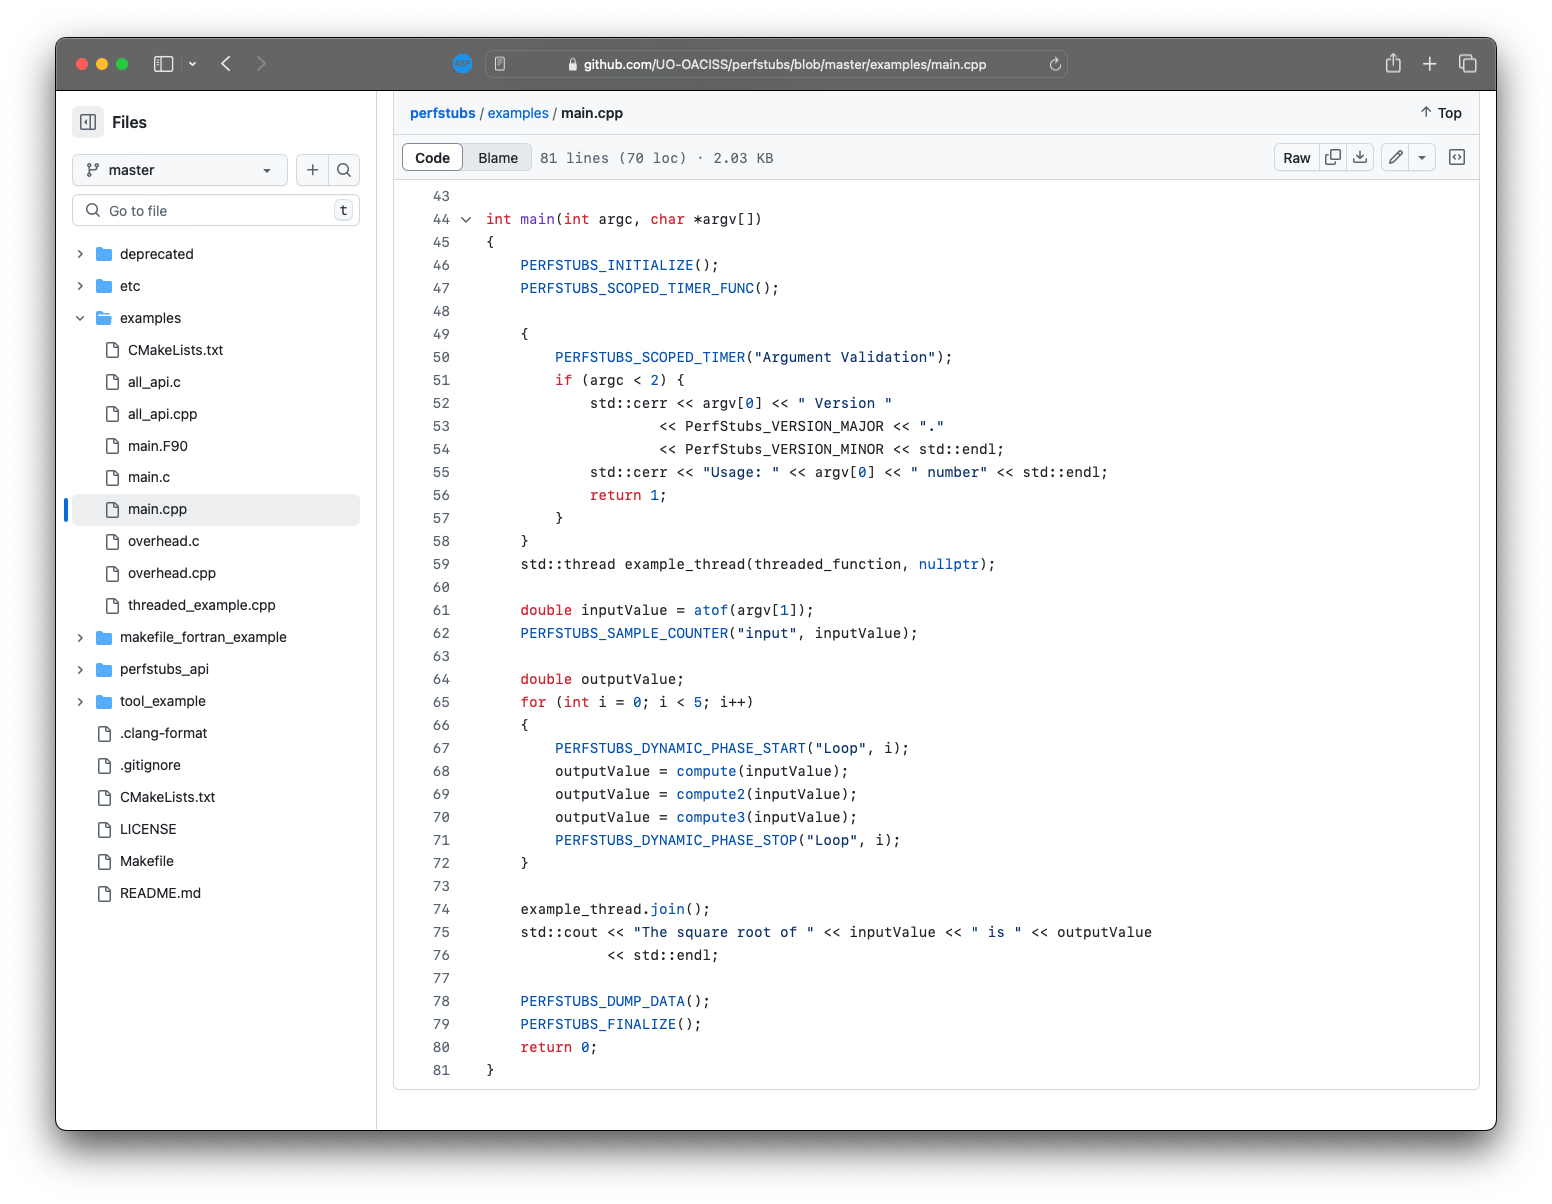 ABP
github.com/UO-OACISS/perfstubs/blob/master/examples/main.cpp
Files
master
Go to file
t
deprecated
etc
examples
CMakeLists.txt
all_api.c
all_api.cpp
main.F90
main.c
main.cpp
overhead.c
overhead.cpp
threaded_example.cpp
makefile_fortran_example
perfstubs_api
tool_example
.clang-format
.gitignore
CMakeLists.txt
LICENSE
Makefile
README.md
perfstubs / examples / main.cpp
Top
Code Blame 81 lines (70 loc) · 2.03 KB
Raw
43
44 int main(int argc, char *argv[])
45 {
46     PERFSTUBS_INITIALIZE();
47     PERFSTUBS_SCOPED_TIMER_FUNC();
48
49     {
50         PERFSTUBS_SCOPED_TIMER("Argument Validation");
51         if (argc < 2) {
52             std::cerr << argv[0] << " Version "
53                     << PerfStubs_VERSION_MAJOR << "."
54                     << PerfStubs_VERSION_MINOR << std::endl;
55             std::cerr << "Usage: " << argv[0] << " number" << std::endl;
56             return 1;
57         }
58     }
59     std::thread example_thread(threaded_function, nullptr);
60
61     double inputValue = atof(argv[1]);
62     PERFSTUBS_SAMPLE_COUNTER("input", inputValue);
63
64     double outputValue;
65     for (int i = 0; i < 5; i++)
66     {
67         PERFSTUBS_DYNAMIC_PHASE_START("Loop", i);
68         outputValue = compute(inputValue);
69         outputValue = compute2(inputValue);
70         outputValue = compute3(inputValue);
71         PERFSTUBS_DYNAMIC_PHASE_STOP("Loop", i);
72     }
73
74     example_thread.join();
75     std::cout << "The square root of " << inputValue << " is " << outputValue
76               << std::endl;
77
78     PERFSTUBS_DUMP_DATA();
79     PERFSTUBS_FINALIZE();
80     return 0;
81 }